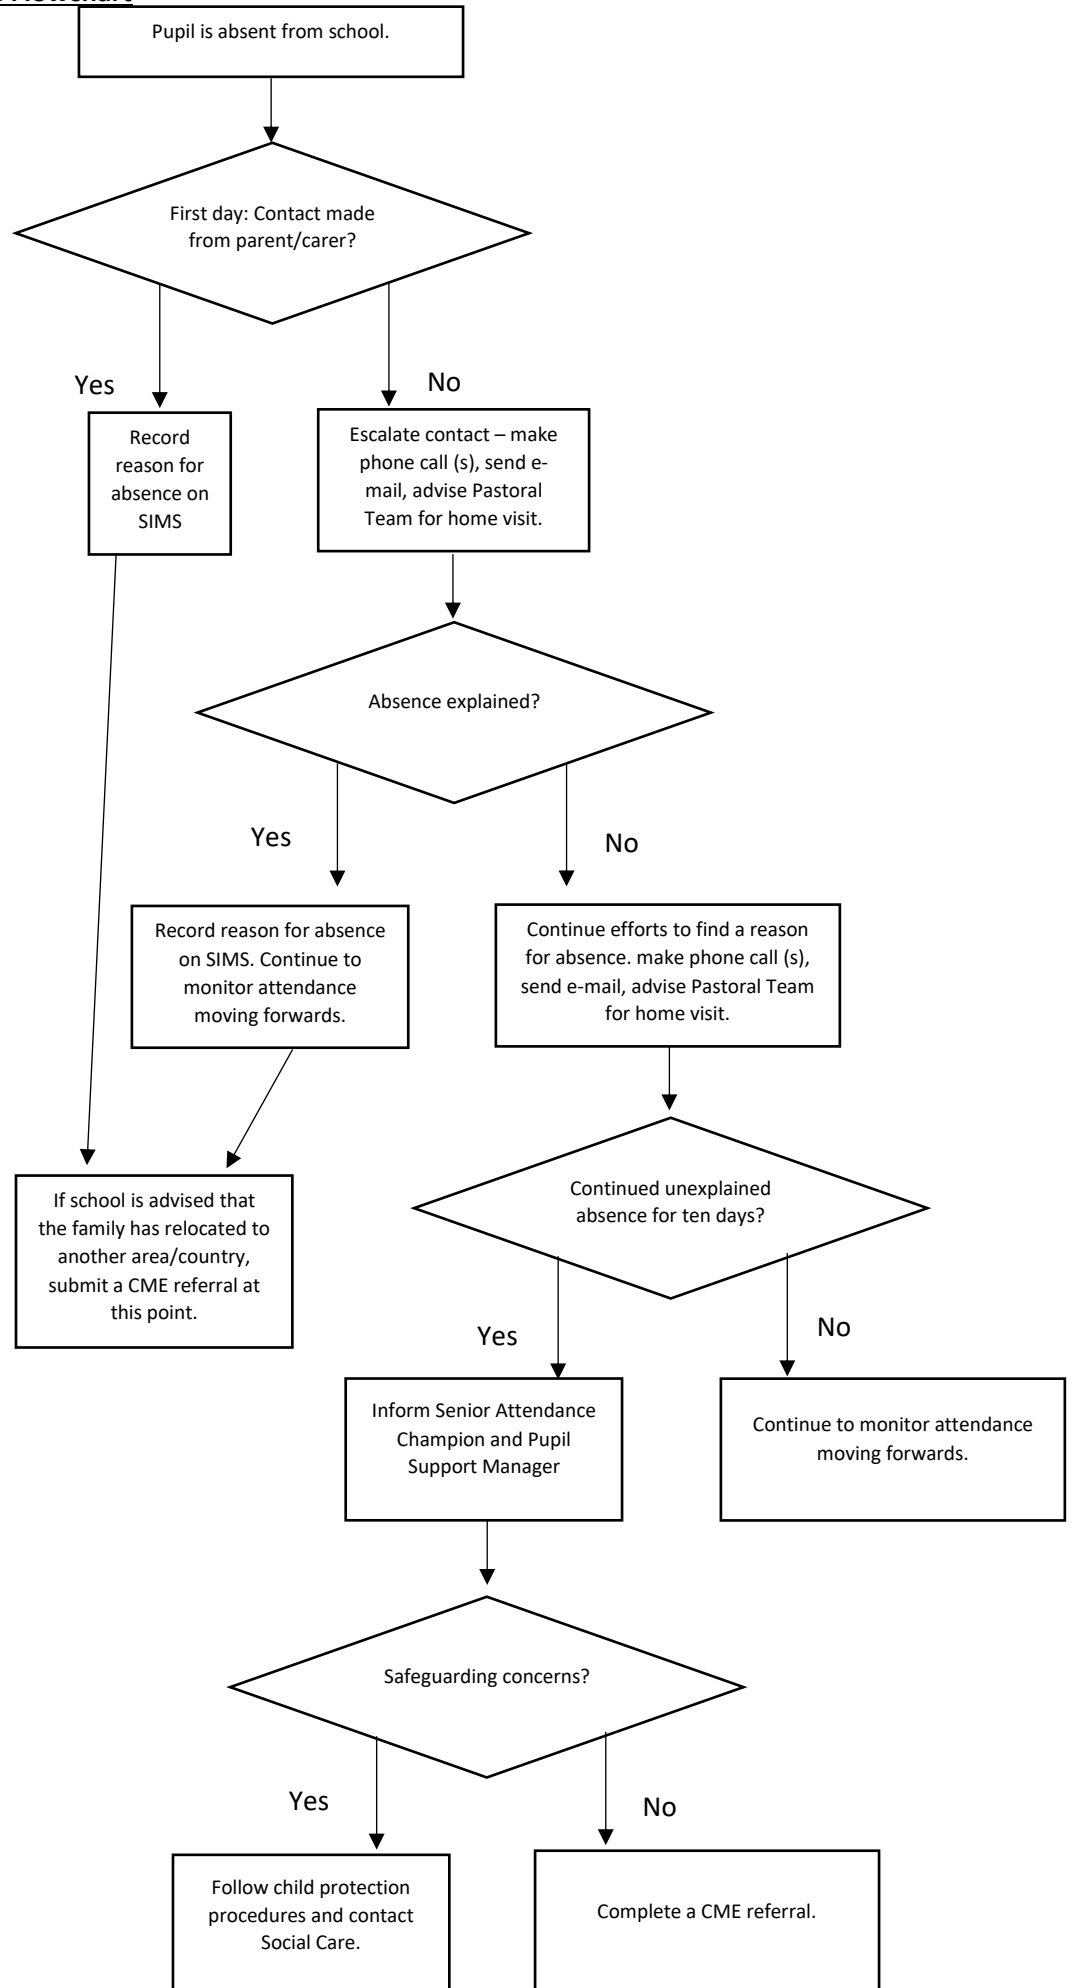 Pupil is absent from school.
First day: Contact made
from parent/carer?
Yes
No
Record
reason for
absence on
SIMS
Escalate contact – make
phone call (s), send e-
mail, advise Pastoral
Team for home visit.
Absence explained?
Yes
No
Record reason for absence
on SIMS. Continue to
monitor attendance
moving forwards.
Continue efforts to find a reason
for absence. make phone call (s),
send e-mail, advise Pastoral Team
for home visit.
If school is advised that
the family has relocated to
another area/country,
submit a CME referral at
this point.
Continued unexplained
absence for ten days?
Yes
No
Inform Senior Attendance
Champion and Pupil
Support Manager
Continue to monitor attendance
moving forwards.
Safeguarding concerns?
Yes
No
Follow child protection
procedures and contact
Social Care.
Complete a CME referral.